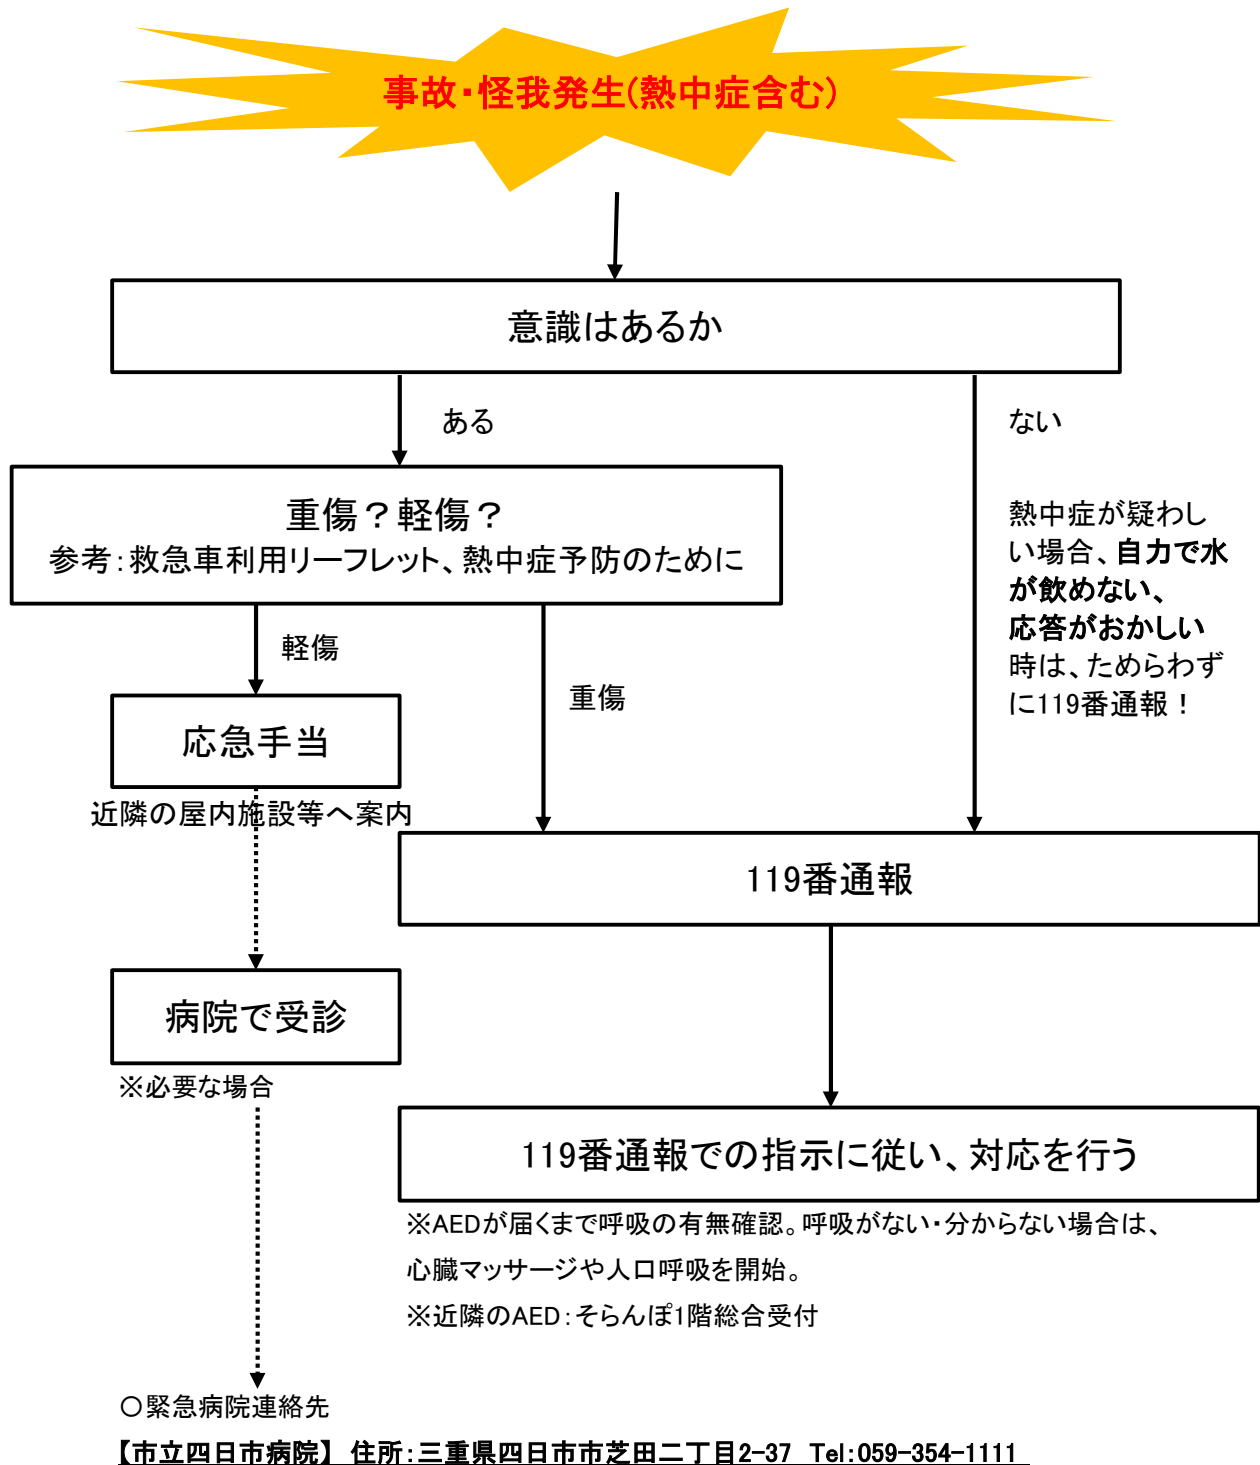 事故・怪我発生(熱中症含む)
意識はあるか
ある
ない
重傷？軽傷？
参考：救急車利用リーフレット、熱中症予防のために
熱中症が疑わし
い場合、自力で水
が飲めない、
応答がおかしい
時は、ためらわず
に119番通報！
軽傷
重傷
応急手当
近隣の屋内施設等へ案内
119番通報
病院で受診
※必要な場合
119番通報での指示に従い、対応を行う
※AEDが届くまで呼吸の有無確認。呼吸がない・分からない場合は、
心臓マッサージや人口呼吸を開始。
※近隣のAED：そらんぽ1階総合受付
〇緊急病院連絡先
【市立四日市病院】 住所：三重県四日市市芝田二丁目2-37 Tel：059-354-1111